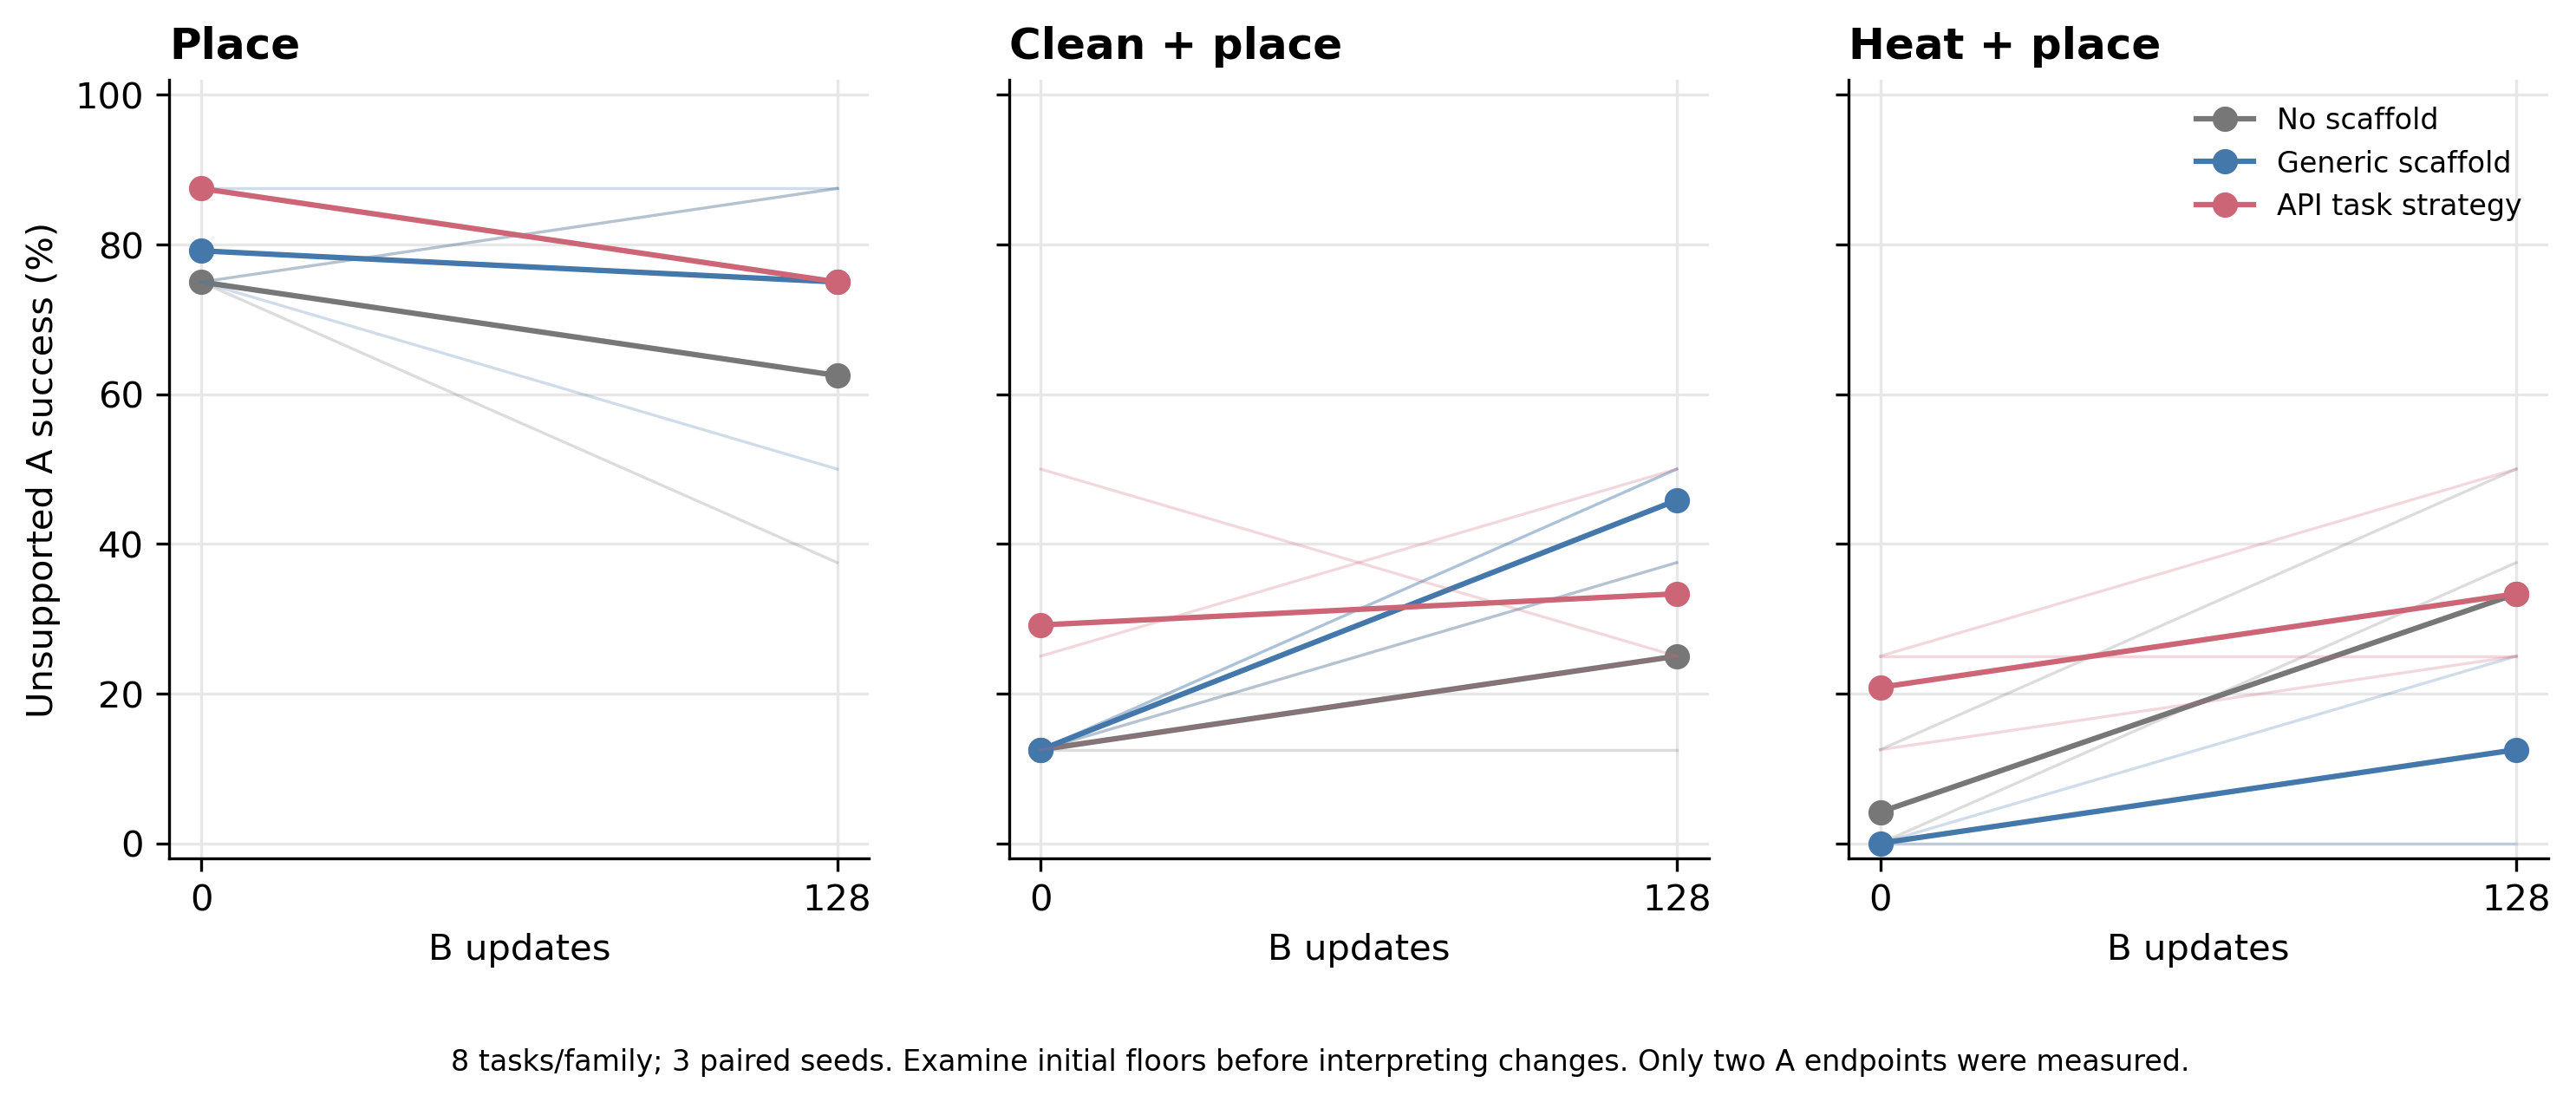 Place
Clean + place
Heat + place
Unsupported A success (%)
100
80
60
40
20
0
No scaffold
Generic scaffold
API task strategy
0
128
0
128
0
128
B updates
B updates
B updates
8 tasks/family; 3 paired seeds. Examine initial floors before interpreting changes. Only two A endpoints were measured.